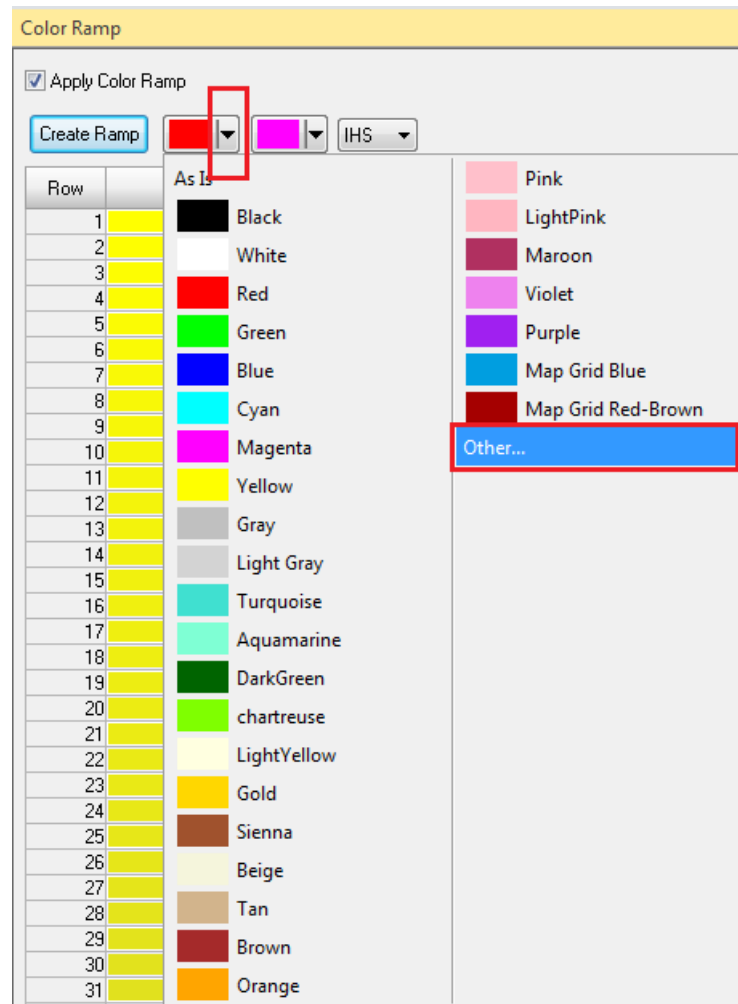 Color Ramp
Apply Color Ramp
Create Ramp
IHS
Row
1
2
3
4
5
6
7
8
9
10
11
12
13
14
15
16
17
18
19
20
21
22
23
24
25
26
27
28
29
30
31
As Is
Black
White
Red
Green
Blue
Cyan
Magenta
Yellow
Gray
Light Gray
Turquoise
Aquamarine
DarkGreen
chartreuse
LightYellow
Gold
Sienna
Beige
Tan
Brown
Orange
Pink
LightPink
Maroon
Violet
Purple
Map Grid Blue
Map Grid Red-Brown
Other...